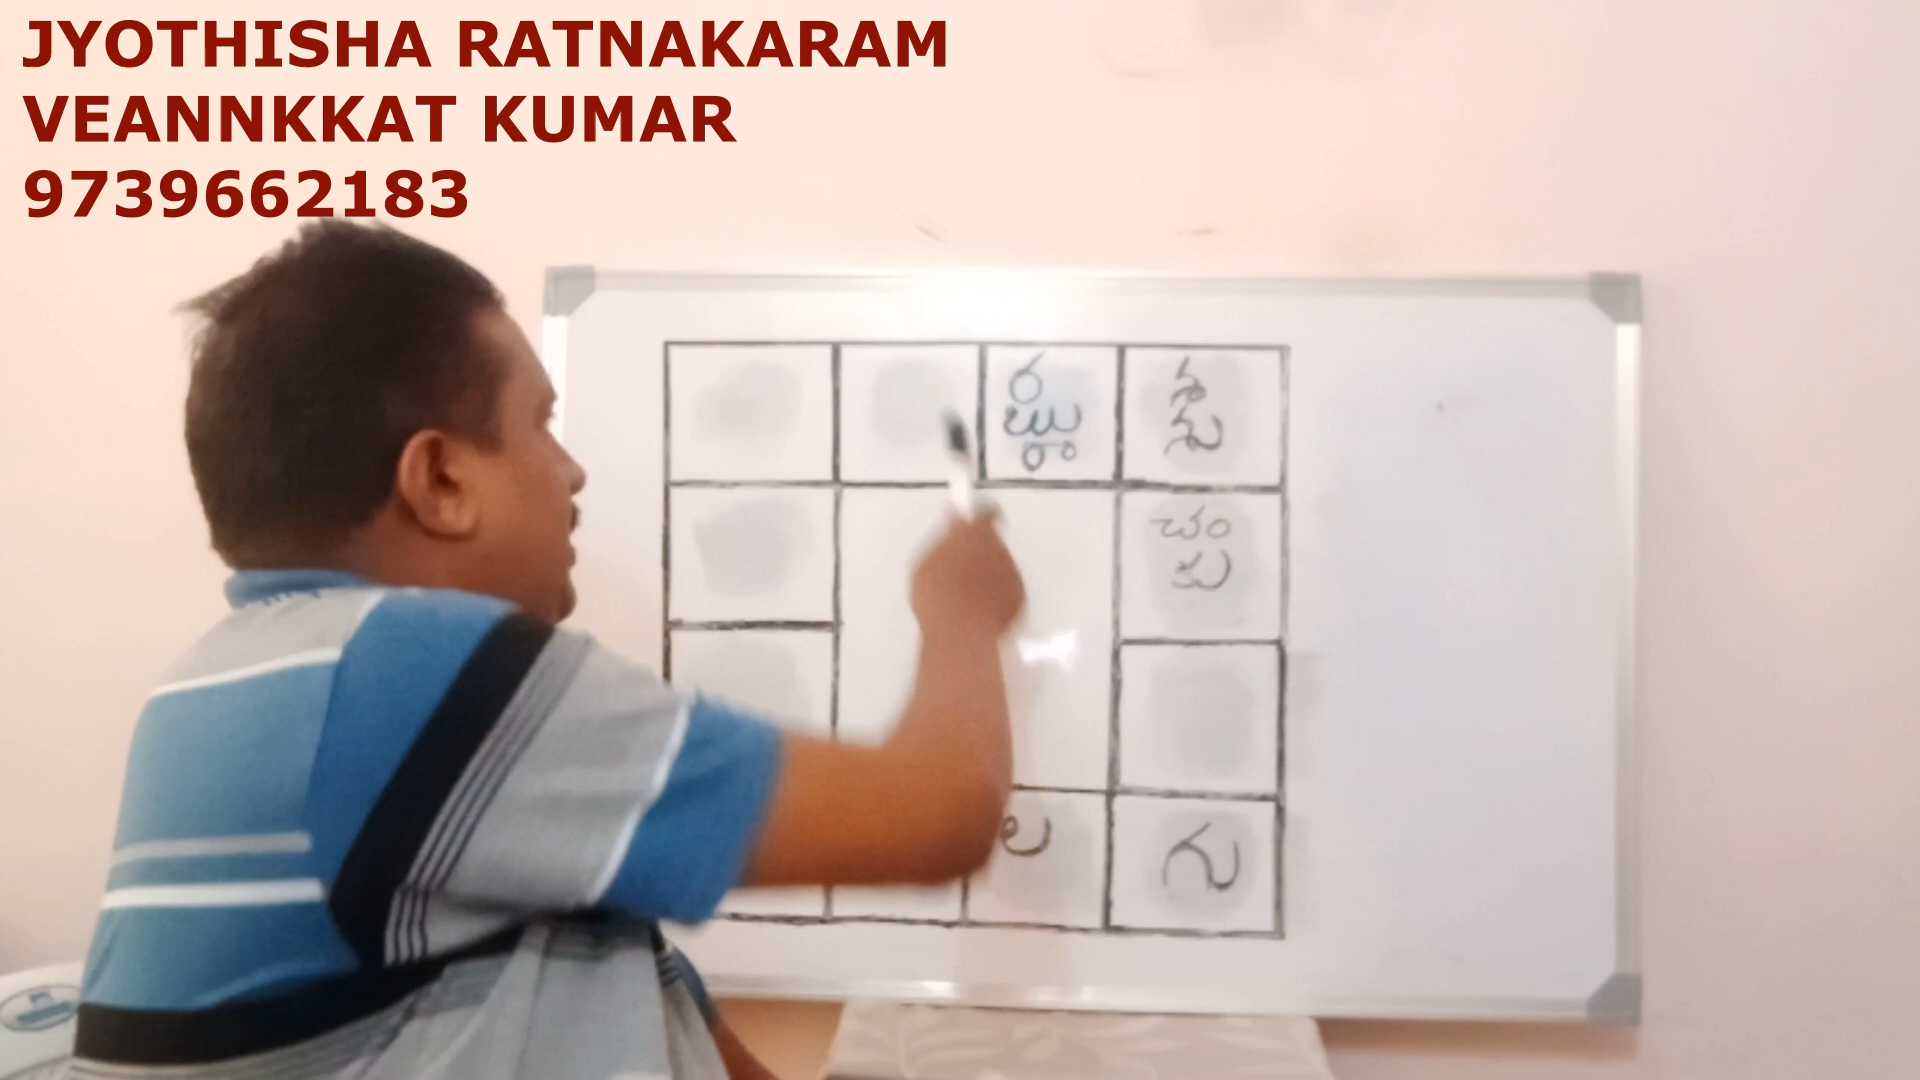 JYOTHISHA RATNAKARAM
VEANNKKAT KUMAR
9739662183
ర
బు
రా
శ
శు
చం
కు
ల
గు